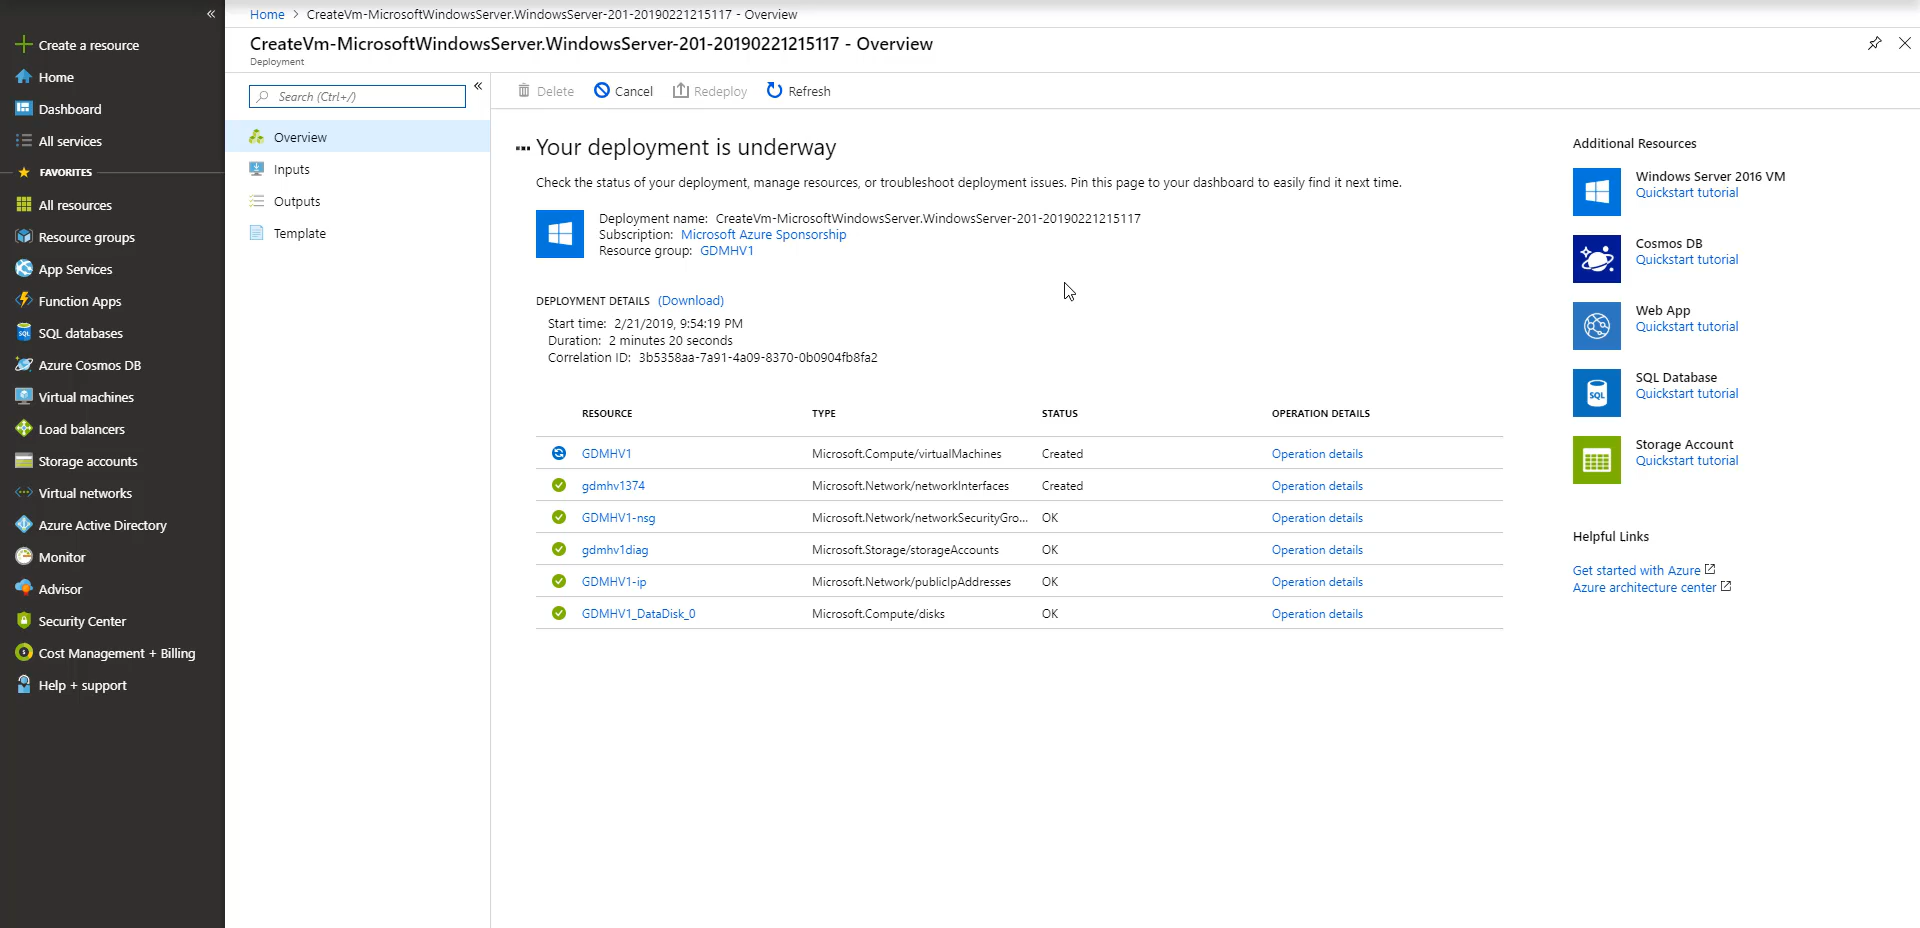 Home > CreateVm-MicrosoftWindowsServer.WindowsServer-201-20190221215117 - Overview
CreateVm-MicrosoftWindowsServer.WindowsServer-201-20190221215117 - Overview
Deployment
Create a resource
Home
Dashboard
All services
FAVORITES
All resources
Resource groups
App Services
Function Apps
SQL databases
Azure Cosmos DB
Virtual machines
Load balancers
Storage accounts
Virtual networks
Azure Active Directory
Monitor
Advisor
Security Center
Cost Management + Billing
Help + support
Search (Ctrl+/)
Overview
Inputs
Outputs
Template
Delete Cancel Redeploy Refresh
Your deployment is underway
Check the status of your deployment, manage resources, or troubleshoot deployment issues. Pin this page to your dashboard to easily find it next time.
Deployment name: CreateVm-MicrosoftWindowsServer.WindowsServer-201-20190221215117
Subscription: Microsoft Azure Sponsorship
Resource group: GDMHV1
DEPLOYMENT DETAILS (Download)
Start time: 2/21/2019, 9:54:19 PM
Duration: 2 minutes 20 seconds
Correlation ID: 3b5358aa-7a91-4a09-8370-0b0904fb8fa2
RESOURCE TYPE STATUS OPERATION DETAILS
GDMHV1 Microsoft.Compute/virtualMachines Created Operation details
gdmhv1374 Microsoft.Network/networkInterfaces Created Operation details
GDMHV1-nsg Microsoft.Network/networkSecurityGro... OK Operation details
gdmhv1diag Microsoft.Storage/storageAccounts OK Operation details
GDMHV1-ip Microsoft.Network/publicIpAddresses OK Operation details
GDMHV1_DataDisk_0 Microsoft.Compute/disks OK Operation details
Additional Resources
Windows Server 2016 VM
Quickstart tutorial
Cosmos DB
Quickstart tutorial
Web App
Quickstart tutorial
SQL
SQL Database
Quickstart tutorial
Storage Account
Quickstart tutorial
Helpful Links
Get started with Azure
Azure architecture center